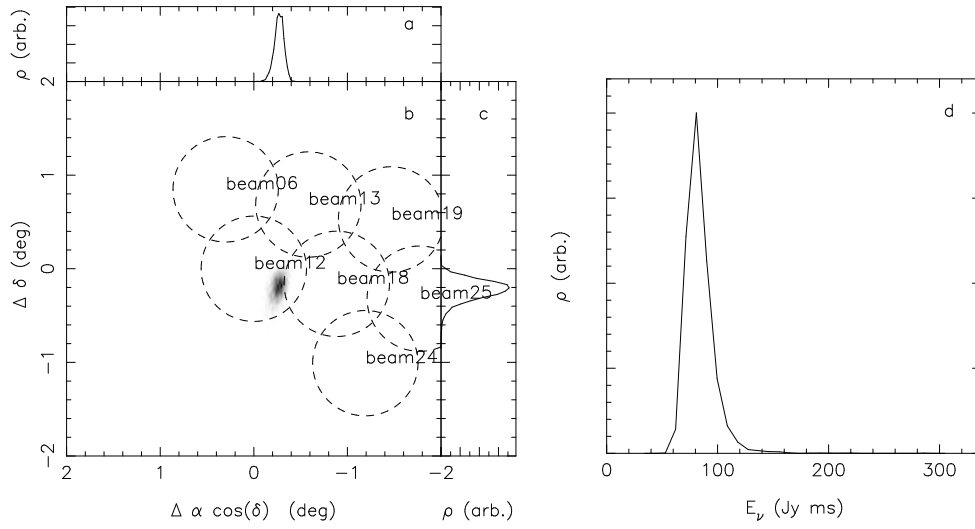 ρ (arb.)
a
2
1
0
−1
−2
Δ δ (deg)
b
c
d
beam06
beam13
beam19
beam12
beam18
beam25
beam24
2 1 0 −1 −2
Δ α cos(δ) (deg)
ρ (arb.)
ρ (arb.)
0 100 200 300
E_ν (Jy ms)